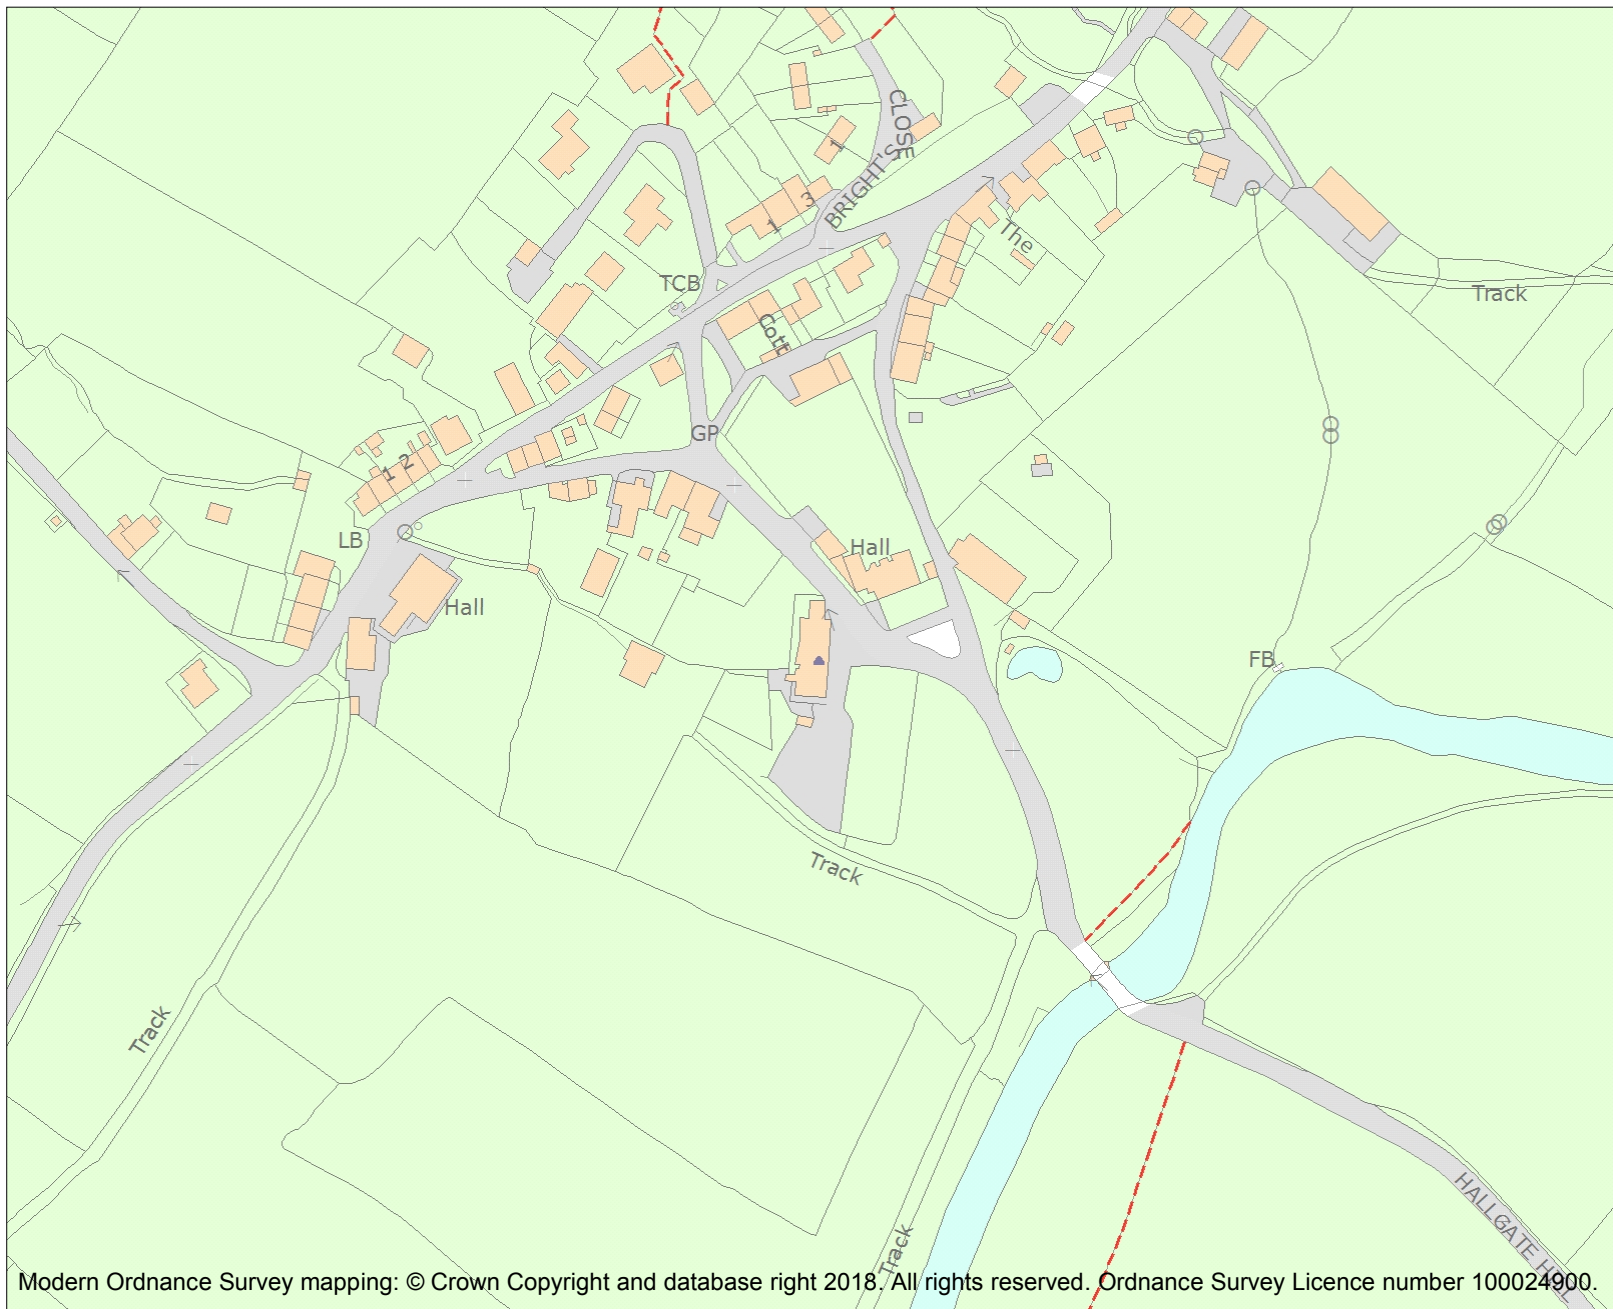 CLOSE
BRIGHT'S
1
3
1
The
TCB
Track
Cott
GP
1 2
LB
Hall
Hall
FB
Track
Track
HALLGATE HILL
Track
Modern Ordnance Survey mapping: © Crown Copyright and database right 2018. All rights reserved. Ordnance Survey Licence number 100024900.